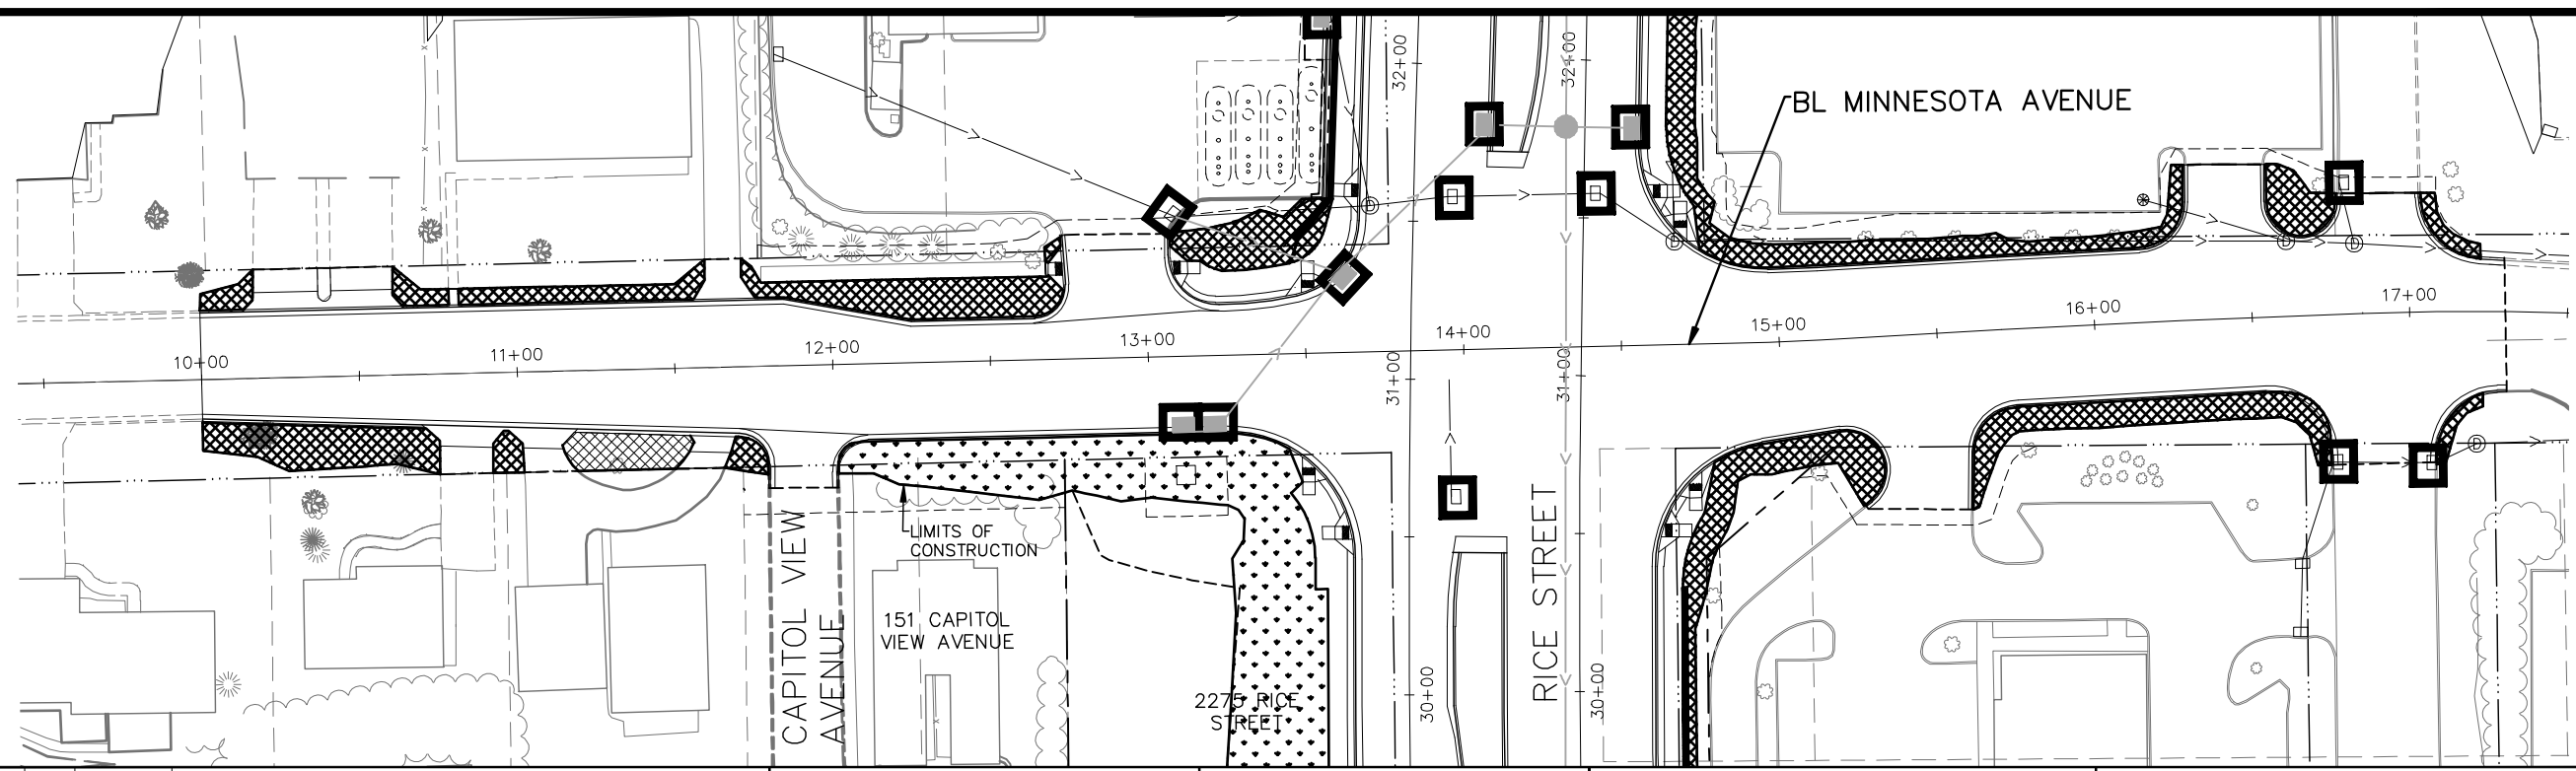 32+00
32+00
BL MINNESOTA AVENUE
D
D
D
D
10+00
11+00
12+00
13+00
14+00
15+00
16+00
17+00
31+00
31+00
D
LIMITS OF
CONSTRUCTION
CAPITOL VIEW
AVENUE
151 CAPITOL
VIEW AVENUE
2275 RICE
STREET
RICE STREET
30+00
30+00